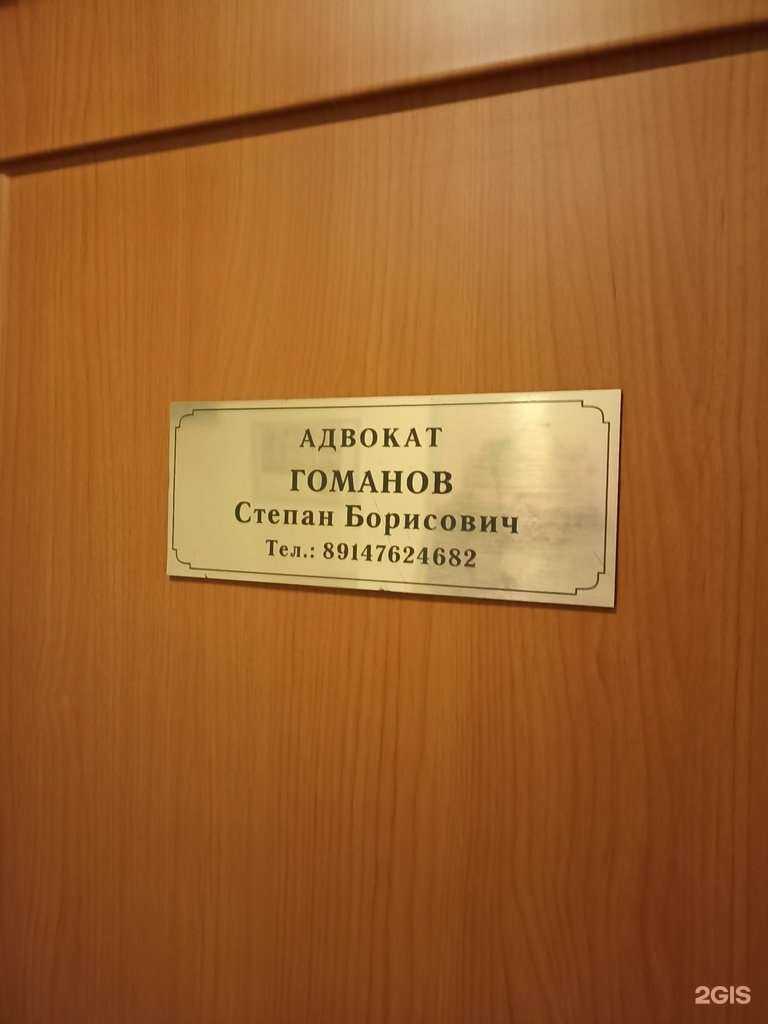 АДВОКАТ
ГОМАНОВ
Степан Борисович
Тел.: 89147624682
2GIS